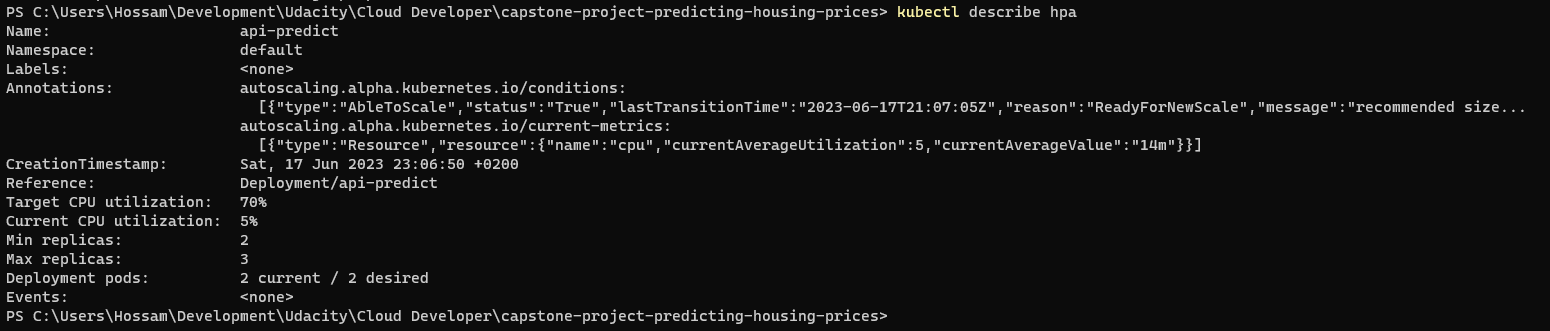 PS C:\Users\Hossam\Development\Udacity\Cloud Developer\capstone-project-predicting-housing-prices> kubectl describe hpa
Name:                     api-predict
Namespace:                default
Labels:                   <none>
Annotations:              autoscaling.alpha.kubernetes.io/conditions:
                            [{"type":"AbleToScale","status":"True","lastTransitionTime":"2023-06-17T21:07:05Z","reason":"ReadyForNewScale","message":"recommended size...
                          autoscaling.alpha.kubernetes.io/current-metrics:
                            [{"type":"Resource","resource":{"name":"cpu","currentAverageUtilization":5,"currentAverageValue":"14m"}}]
CreationTimestamp:        Sat, 17 Jun 2023 23:06:50 +0200
Reference:                Deployment/api-predict
Target CPU utilization:   70%
Current CPU utilization:  5%
Min replicas:             2
Max replicas:             3
Deployment pods:          2 current / 2 desired
Events:                   <none>
PS C:\Users\Hossam\Development\Udacity\Cloud Developer\capstone-project-predicting-housing-prices>